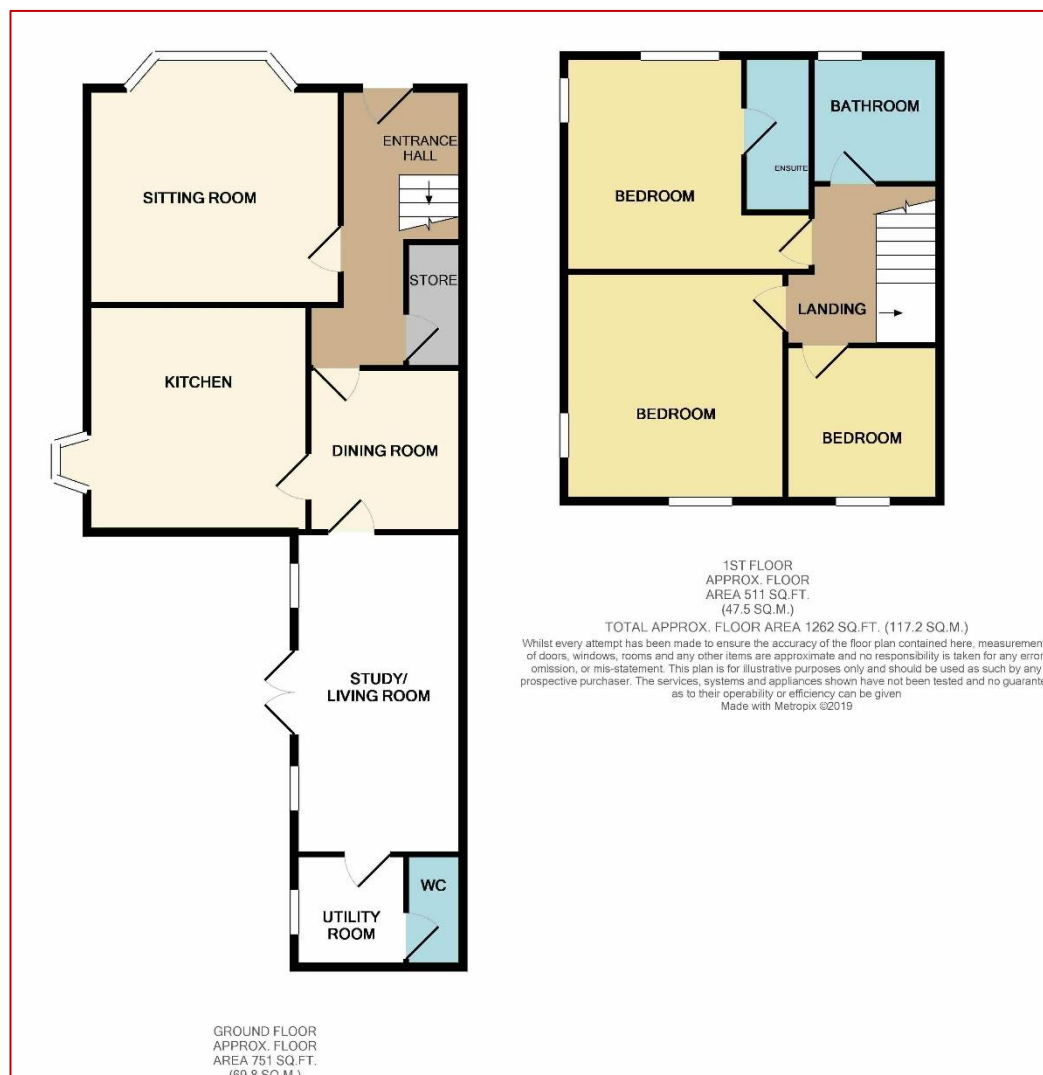 SITTING ROOM
ENTRANCE
HALL
STORE
KITCHEN
DINING ROOM
STUDY/
LIVING ROOM
UTILITY
ROOM
WC
GROUND FLOOR
APPROX. FLOOR
AREA 751 SQ.FT.
(69.8 SQ.M.)
BEDROOM
ENSUITE
BATHROOM
LANDING
BEDROOM
BEDROOM
1ST FLOOR
APPROX. FLOOR
AREA 511 SQ.FT.
(47.5 SQ.M.)
TOTAL APPROX. FLOOR AREA 1262 SQ.FT. (117.2 SQ.M.)
Whilst every attempt has been made to ensure the accuracy of the floor plan contained here, measuremen
of doors, windows, rooms and any other items are approximate and no responsibility is taken for any error
omission, or mis-statement. This plan is for illustrative purposes only and should be used as such by any
prospective purchaser. The services, systems and appliances shown have not been tested and no guarante
as to their operability or efficiency can be given
Made with Metropix ©2019